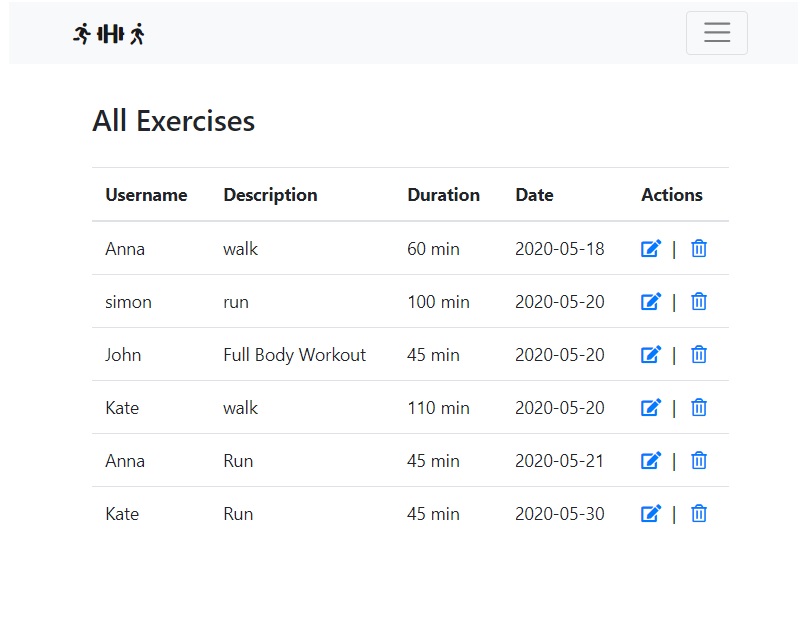 All Exercises
Username Description Duration Date Actions
Anna walk 60 min 2020-05-18 |
simon run 100 min 2020-05-20 |
John Full Body Workout 45 min 2020-05-20 |
Kate walk 110 min 2020-05-20 |
Anna Run 45 min 2020-05-21 |
Kate Run 45 min 2020-05-30 |